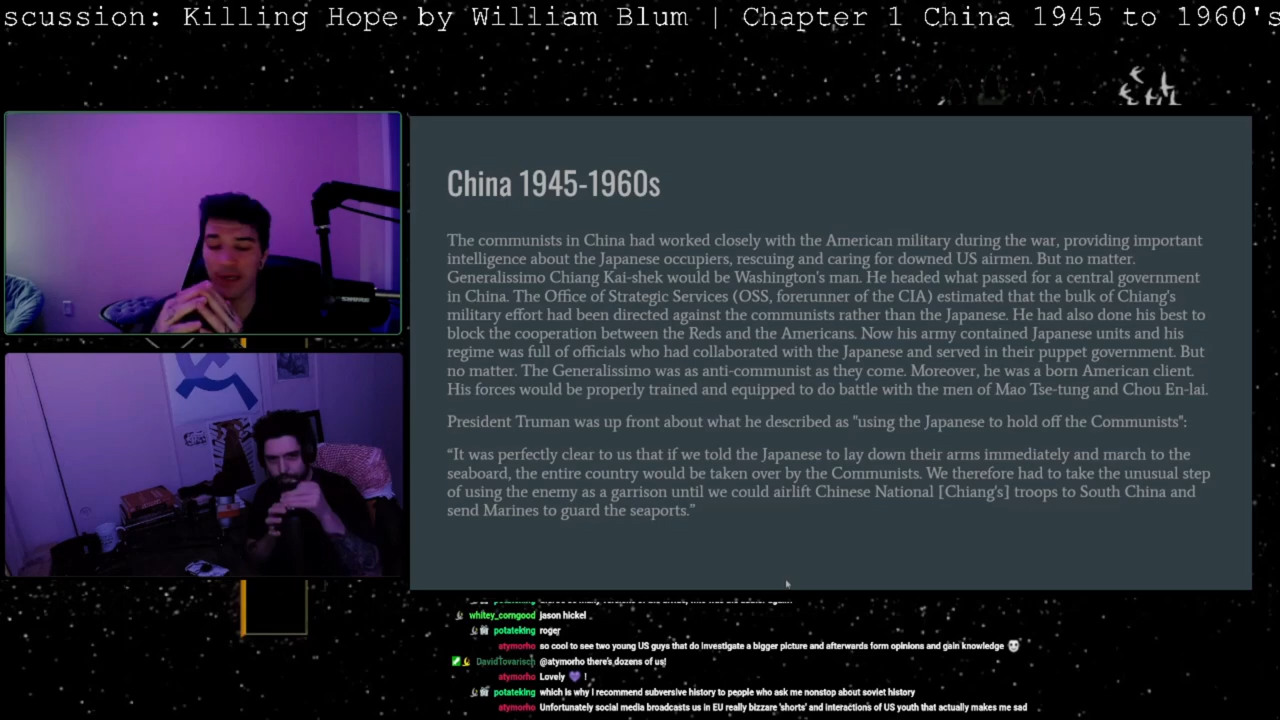 scussion: Killing Hope by William Blum | Chapter 1 China 1945 to 1960's
China 1945-1960s
The communists in China had worked closely with the American military during the war, providing important
intelligence about the Japanese occupiers, rescuing and caring for downed US airmen. But no matter.
Generalissimo Chiang Kai-shek would be Washington's man. He headed what passed for a central government
in China. The Office of Strategic Services (OSS, forerunner of the CIA) estimated that the bulk of Chiang's
military effort had been directed against the communists rather than the Japanese. He had also done his best to
block the cooperation between the Reds and the Americans. Now his army contained Japanese units and his
regime was full of officials who had collaborated with the Japanese and served in their puppet government. But
no matter. The Generalissimo was as anti-communist as they come. Moreover, he was a born American client.
His forces would be properly trained and equipped to do battle with the men of Mao Tse-tung and Chou En-lai.
President Truman was up front about what he described as "using the Japanese to hold off the Communists":
“It was perfectly clear to us that if we told the Japanese to lay down their arms immediately and march to the
seaboard, the entire country would be taken over by the Communists. We therefore had to take the unusual step
of using the enemy as a garrison until we could airlift Chinese National [Chiang's] troops to South China and
send Marines to guard the seaports.”
whitey_corngood jason hickel
potateking roger
atymorho so cool to see two young US guys that do investigate a bigger picture and afterwards form opinions and gain knowledge
DavidTovarisch @atymorho there's dozens of us!
atymorho Lovely !
potateking which is why I recommend subversive history to people who ask me nonstop about soviet history
atymorho Unfortunately social media broadcasts us in EU really bizzare 'shorts' and interactions of US youth that actually makes me sad